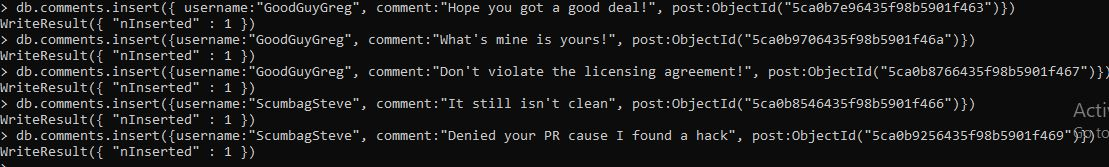 > db.comments.insert({ username:"GoodGuyGreg", comment:"Hope you got a good deal!", post:ObjectId("5ca0b7e96435f98b5901f463")})
WriteResult({ "nInserted" : 1 })
> db.comments.insert({username:"GoodGuyGreg", comment:"What's mine is yours!", post:ObjectId("5ca0b9706435f98b5901f46a")})
WriteResult({ "nInserted" : 1 })
> db.comments.insert({username:"GoodGuyGreg", comment:"Don't violate the licensing agreement!", post:ObjectId("5ca0b8766435f98b5901f467")})
WriteResult({ "nInserted" : 1 })
> db.comments.insert({username:"ScumbagSteve", comment:"It still isn't clean", post:ObjectId("5ca0b8546435f98b5901f466")})
WriteResult({ "nInserted" : 1 })
Acti
> db.comments.insert({username:"ScumbagSteve", comment:"Denied your PR cause I found a hack", post:ObjectId("5ca0b9256435f98b5901f469")})
Go to
WriteResult({ "nInserted" : 1 })